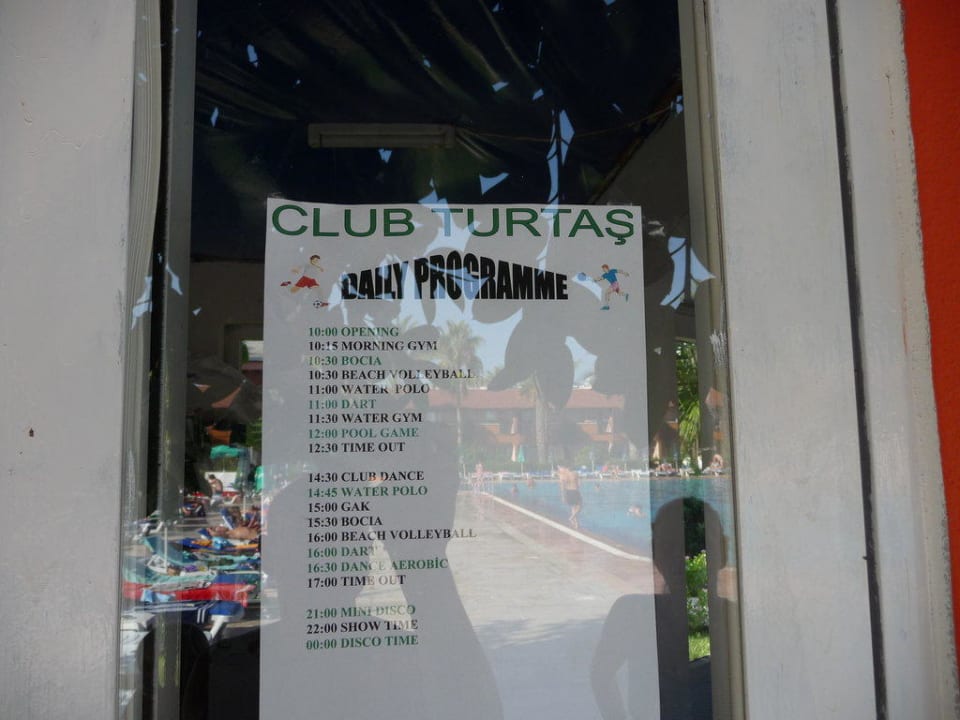 CLUB TURTAŞ
DAILY PROGRAMME
10:00 OPENING
10:15 MORNING GYM
10:30 BOCIA
10:30 BEACH VOLLEYBALL
11:00 WATER POLO
11:00 DART
11:30 WATER GYM
12:00 POOL GAME
12:30 TIME OUT
14:30 CLUB DANCE
14:45 WATER POLO
15:00 GAK
15:30 BOCIA
16:00 BEACH VOLLEYBALL
16:00 DART
16:30 DANCE AEROBİC
17:00 TIME OUT
21:00 MINI DISCO
22:00 SHOW TIME
00:00 DISCO TIME